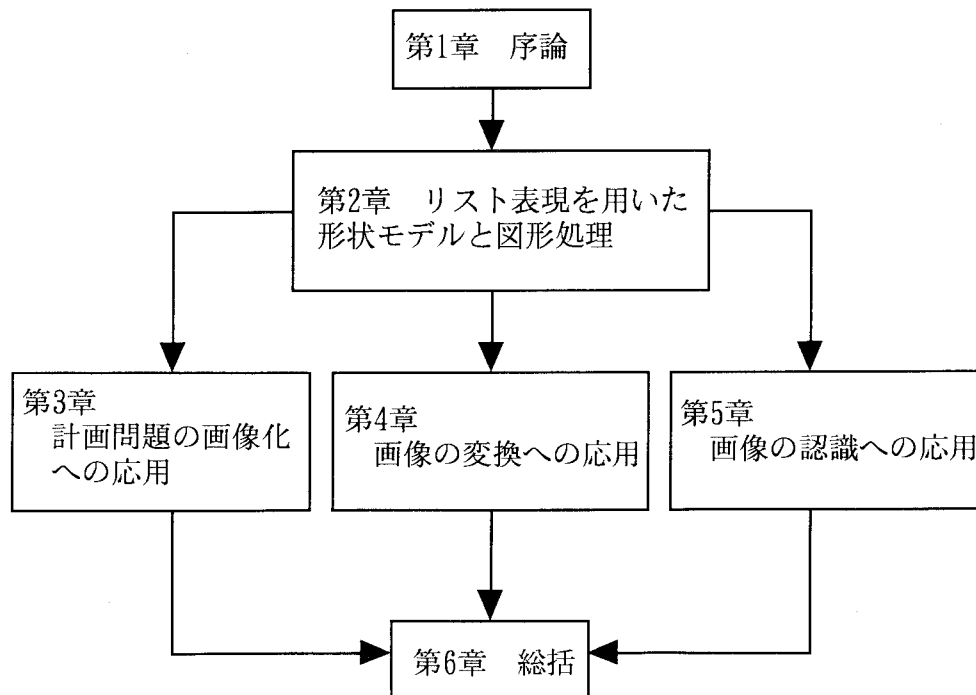 第1章　序論
第2章　リスト表現を用いた
形状モデルと図形処理
第3章
計画問題の画像化
への応用
第4章
画像の変換への応用
第5章
画像の認識への応用
第6章　総括